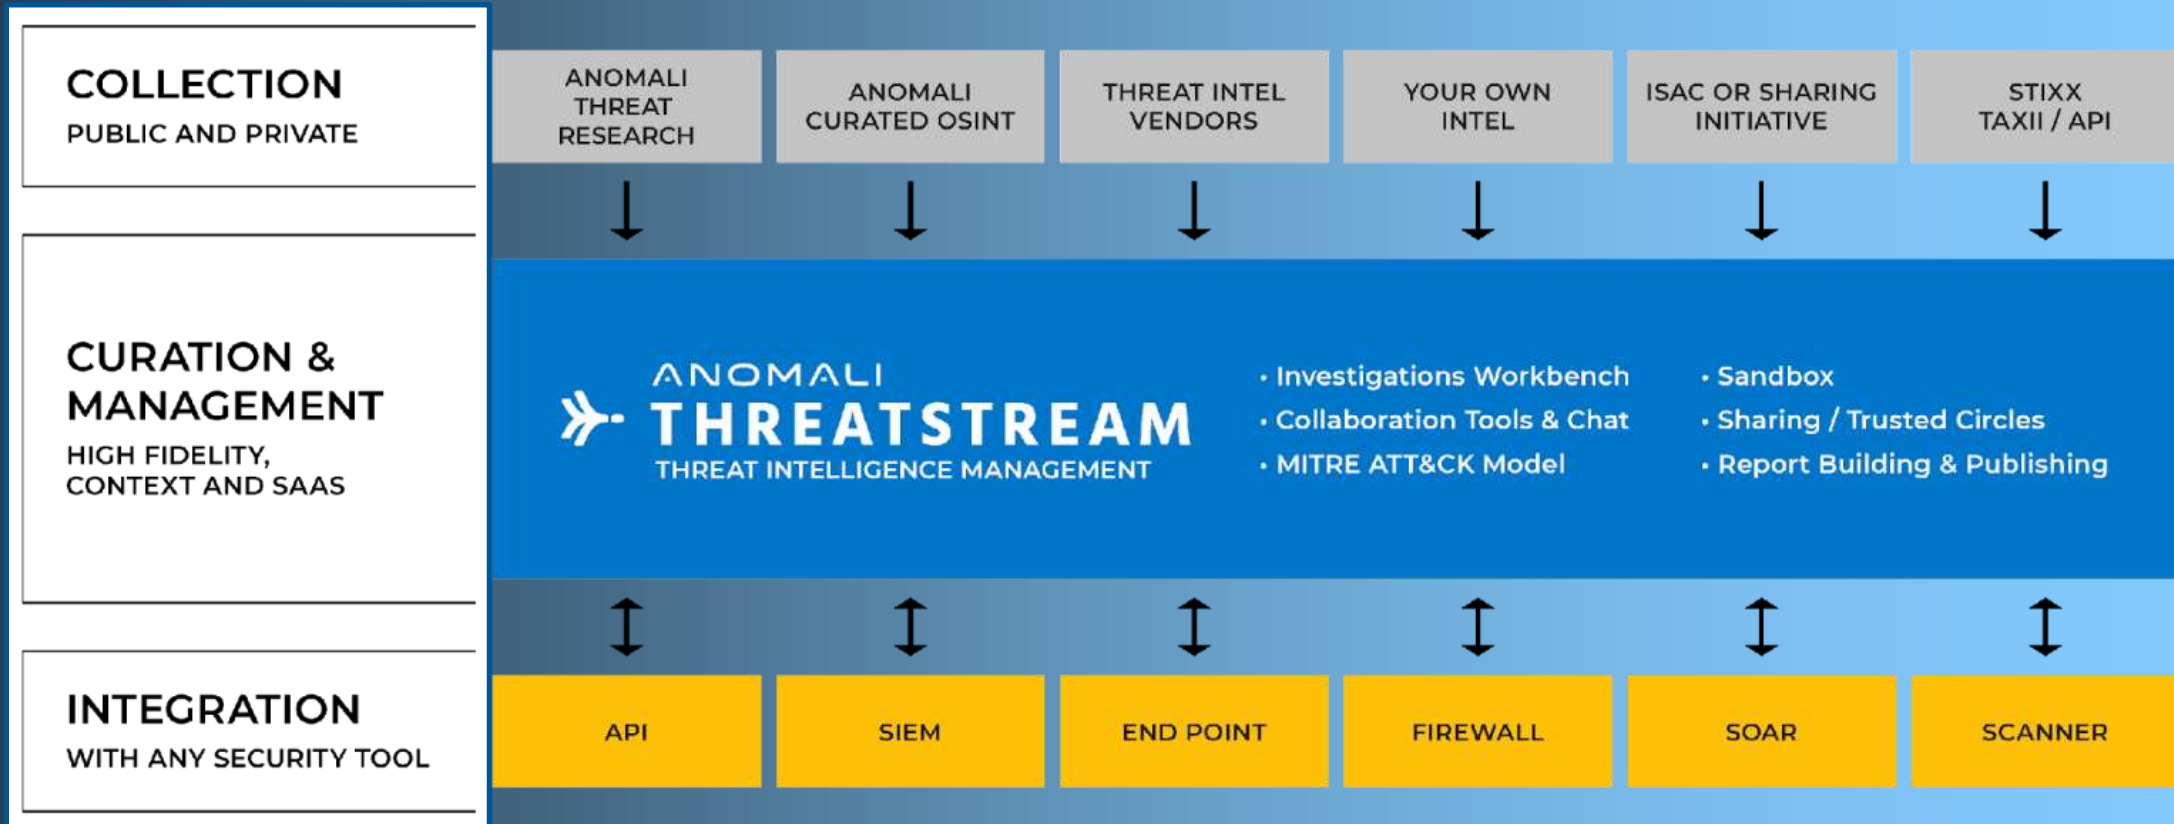 COLLECTION
PUBLIC AND PRIVATE
ANOMALI
THREAT
RESEARCH
ANOMALI
CURATED OSINT
THREAT INTEL
VENDORS
YOUR OWN
INTEL
ISAC OR SHARING
INITIATIVE
STIXX
TAXII / API
CURATION &
MANAGEMENT
HIGH FIDELITY,
CONTEXT AND SAAS
ANOMALI
THREATSTREAM
THREAT INTELLIGENCE MANAGEMENT
• Investigations Workbench
• Collaboration Tools & Chat
• MITRE ATT&CK Model
• Sandbox
• Sharing / Trusted Circles
• Report Building & Publishing
INTEGRATION
WITH ANY SECURITY TOOL
API
SIEM
END POINT
FIREWALL
SOAR
SCANNER